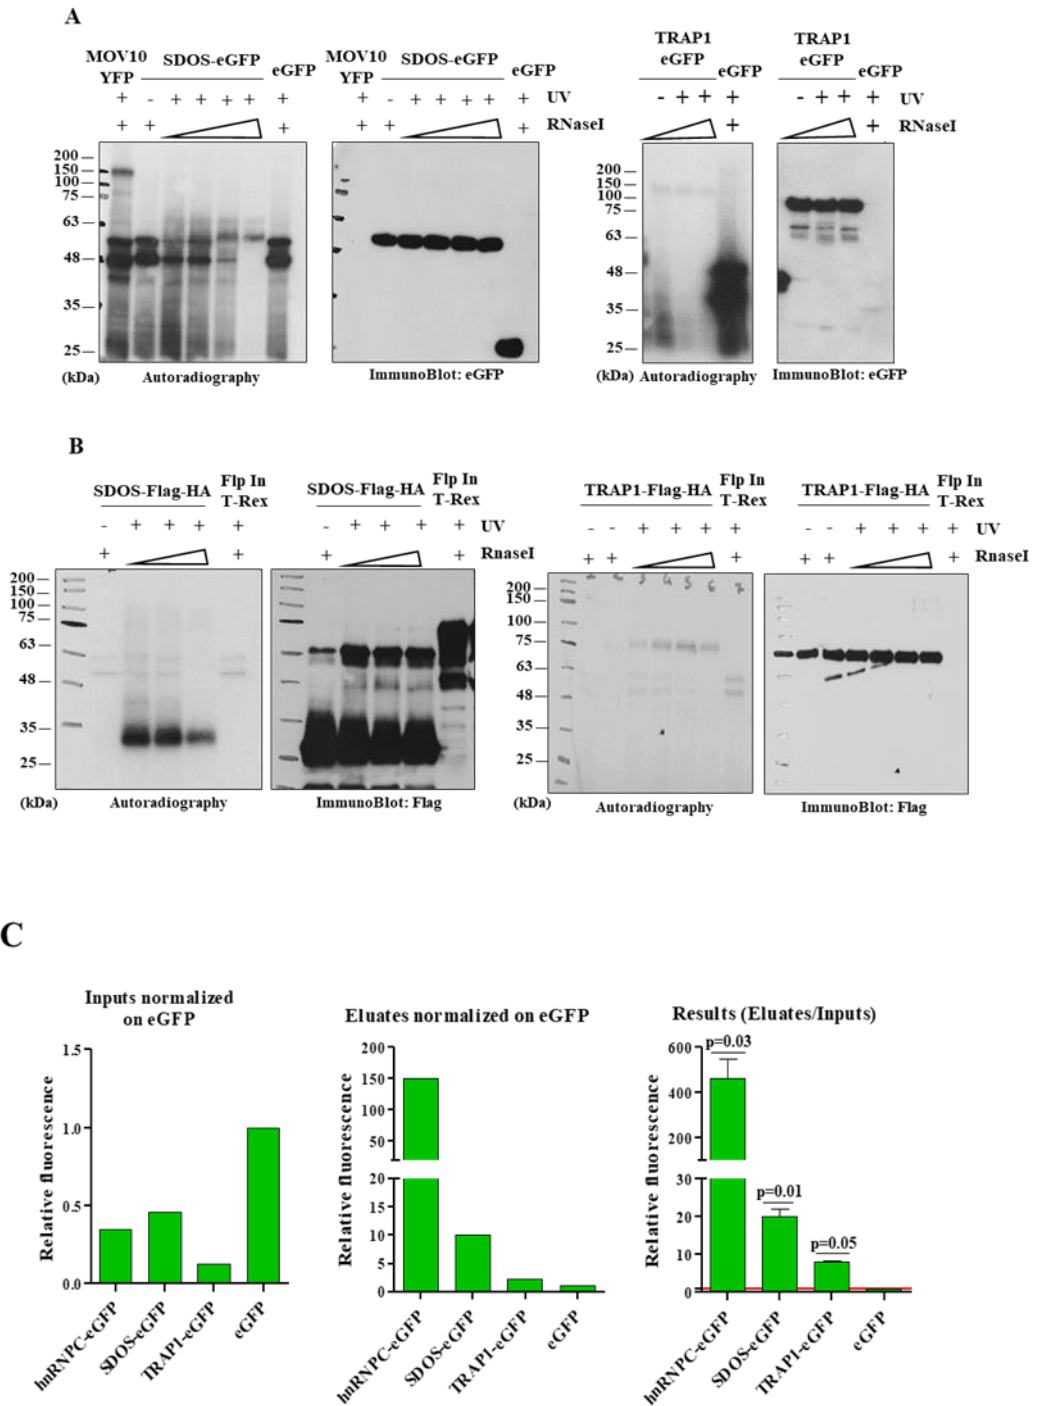 A
MOV10 YFP SDOS-eGFP eGFP
MOV10 YFP SDOS-eGFP eGFP
TRAP1 eGFP eGFP
TRAP1 eGFP eGFP
+ - + + + + +
+ - + + + + + UV
- + + +
- + + + UV
+ + +
+ + + RNaseI
+
+ RNaseI
200
150
100
75
63
48
35
25
(kDa) Autoradiography
ImmunoBlot: eGFP
200
150
100
75
63
48
35
25
(kDa) Autoradiography
ImmunoBlot: eGFP
B
SDOS-Flag-HA Flp In T-Rex
SDOS-Flag-HA Flp In T-Rex
TRAP1-Flag-HA Flp In T-Rex
TRAP1-Flag-HA Flp In T-Rex
- + + + +
- + + + + UV
- - + + + +
- - + + + + UV
+ +
+ + RnaseI
+ + +
+ + + RnaseI
200
150
100
75
63
48
35
25
(kDa) Autoradiography
ImmunoBlot: Flag
200
150
100
75
63
48
35
25
3 4 5 6 7
(kDa) Autoradiography
ImmunoBlot: Flag
C
Inputs normalized
on eGFP
Relative fluorescence
1.5
1.0
0.5
0.0
hnRNPC-eGFP
SDOS-eGFP
TRAP1-eGFP
eGFP
Eluates normalized on eGFP
Relative fluorescence
200
150
100
50
20
15
10
5
0
hnRNPC-eGFP
SDOS-eGFP
TRAP1-eGFP
eGFP
Results (Eluates/Inputs)
Relative fluorescence
600
400
200
30
20
10
0
p=0.03
p=0.01
p=0.05
hnRNPC-eGFP
SDOS-eGFP
TRAP1-eGFP
eGFP